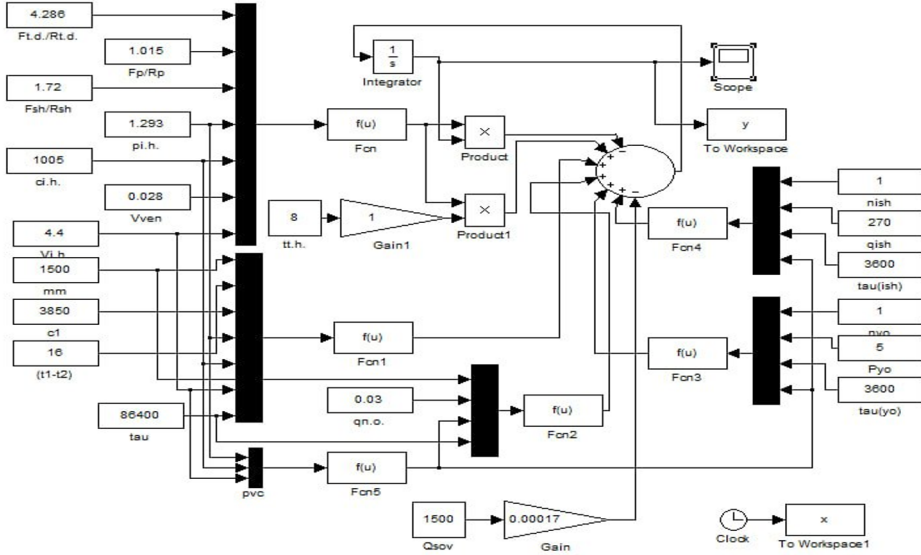 4.286
Ft.d./Rt.d.
1.015
Fp/Rp
1.72
Fsh/Rsh
1.293
pi.h.
1005
ci.h.
0.028
Vven
4.4
Vi.h.
1500
mm
3850
c1
16
(t1-t2)
86400
tau
pvc
f(u)
Fcn
8
tt.h.
1
Gain1
×
Product
×
Product1
1
s
Integrator
Scope
y
To Workspace
f(u)
Fcn1
0.03
qn.o.
f(u)
Fcn2
f(u)
Fcn5
f(u)
Fcn4
f(u)
Fcn3
1
nish
270
qish
3600
tau(ish)
1
nyo
5
Pyo
3600
tau(yo)
1500
Qsov
0.00017
Gain
Clock
x
To Workspace1